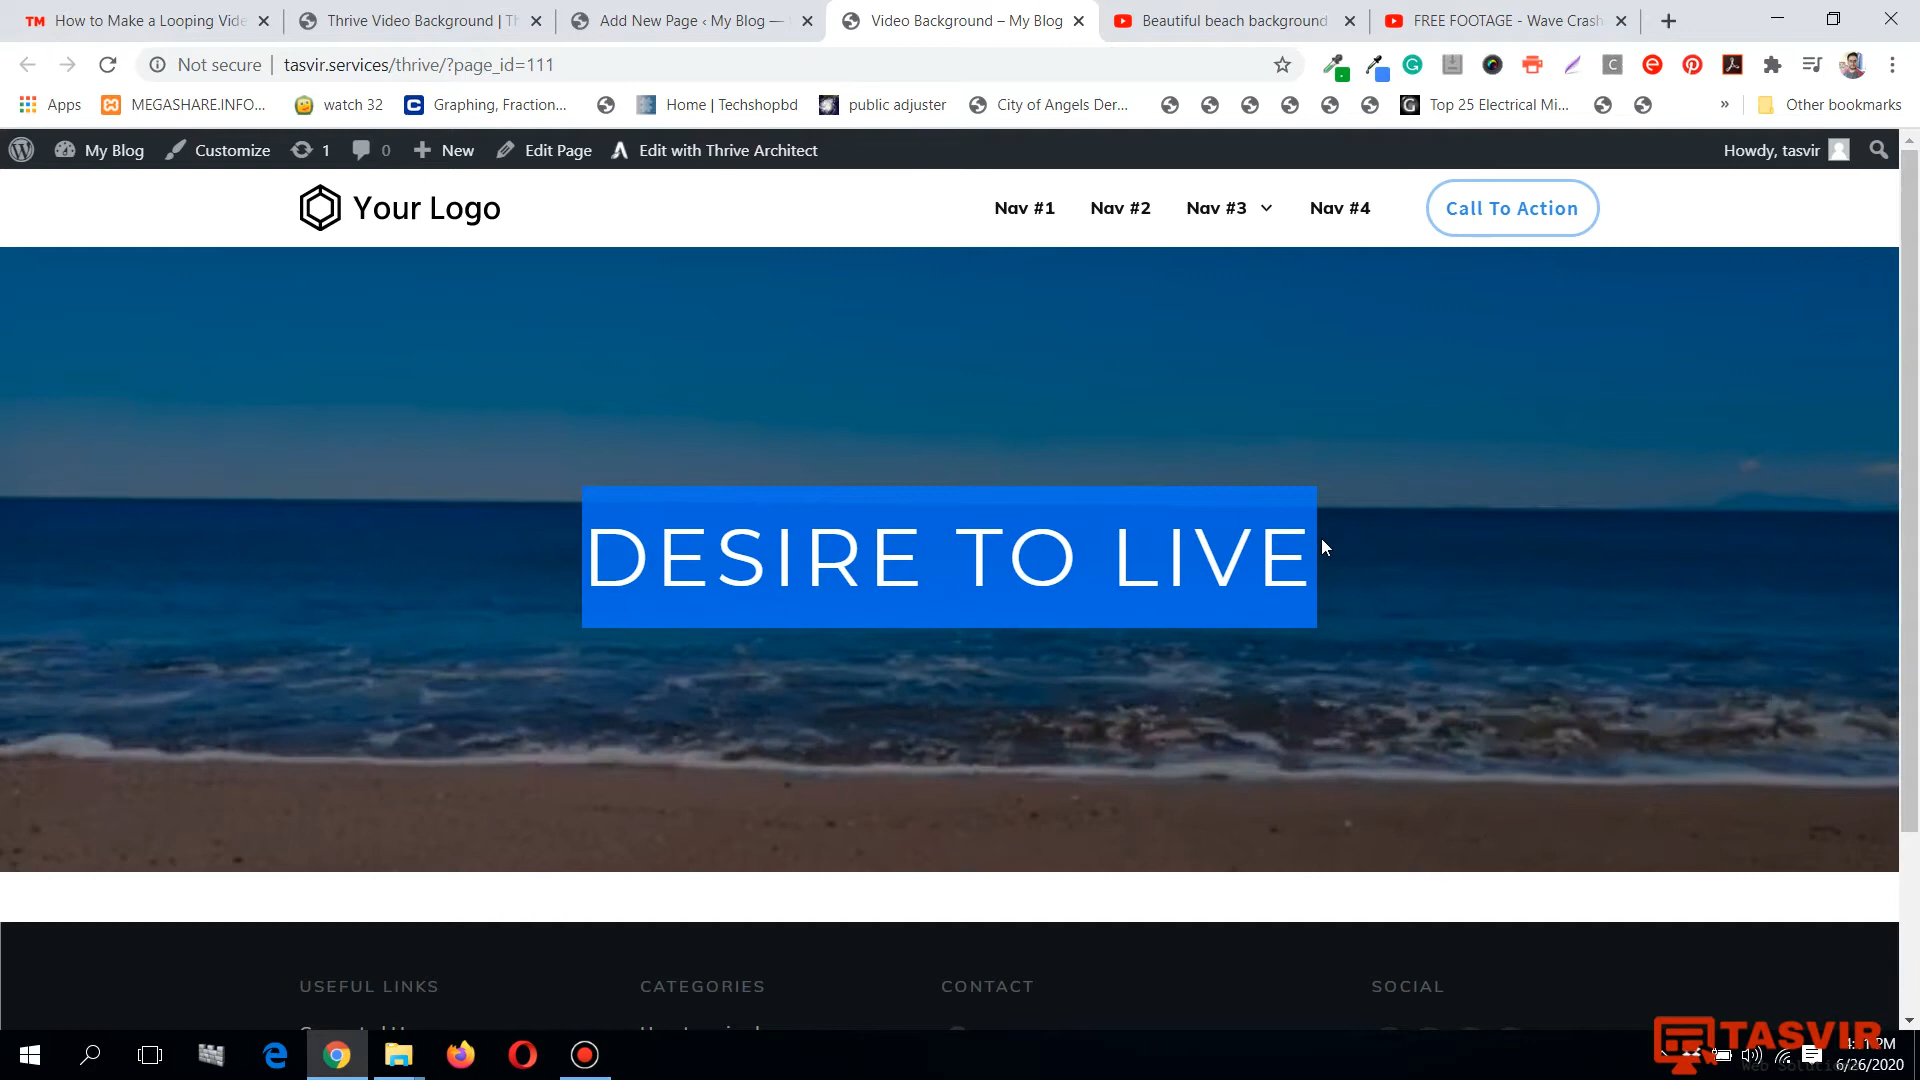 How to Make a Looping Vide
Thrive Video Background | Th
Add New Page ‹ My Blog —
Video Background – My Blog
Beautiful beach background
FREE FOOTAGE - Wave Crash
Not secure
tasvir.services/thrive/?page_id=111
Apps
MEGASHARE.INFO...
watch 32
Graphing, Fraction...
Home | Techshopbd
public adjuster
City of Angels Der...
Top 25 Electrical Mi...
»
Other bookmarks
My Blog
Customize
1
0
New
Edit Page
Edit with Thrive Architect
Howdy, tasvir
Your Logo
Nav #1
Nav #2
Nav #3
Nav #4
Call To Action
DESIRE TO LIVE
USEFUL LINKS
CATEGORIES
CONTACT
SOCIAL
TASVIR
PM
6/26/2020